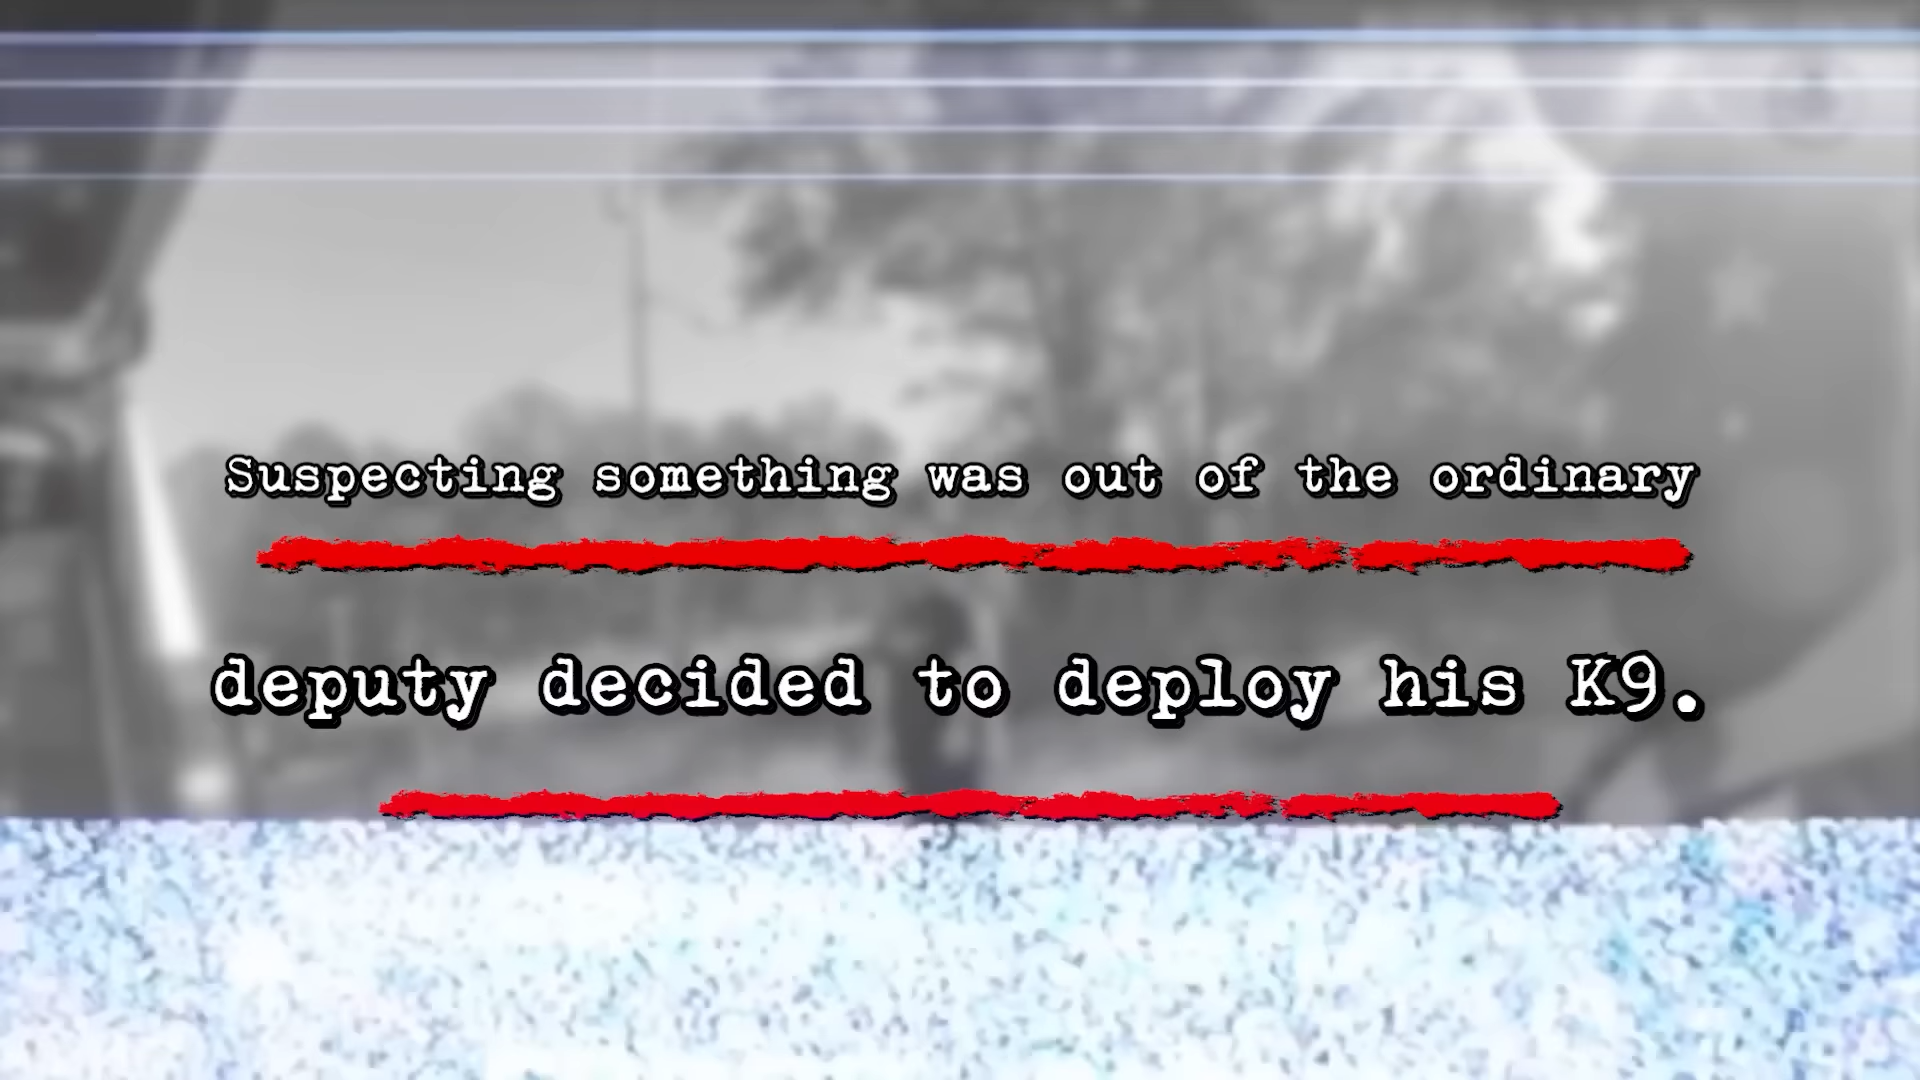 Suspecting something was out of the ordinary
deputy decided to deploy his K9.